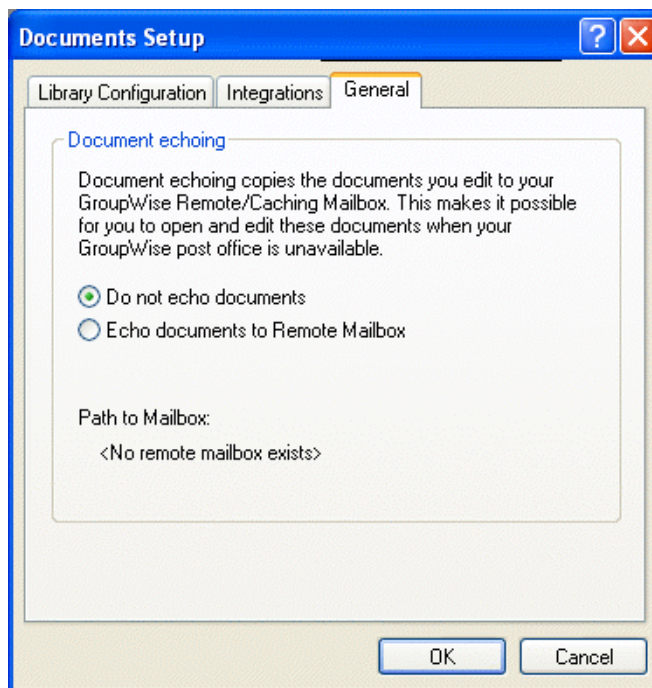 Documents Setup
Library Configuration Integrations General
Document echoing
Document echoing copies the documents you edit to your
GroupWise Remote/Caching Mailbox. This makes it possible
for you to open and edit these documents when your
GroupWise post office is unavailable.
Do not echo documents
Echo documents to Remote Mailbox
Path to Mailbox:
<No remote mailbox exists>
OK Cancel